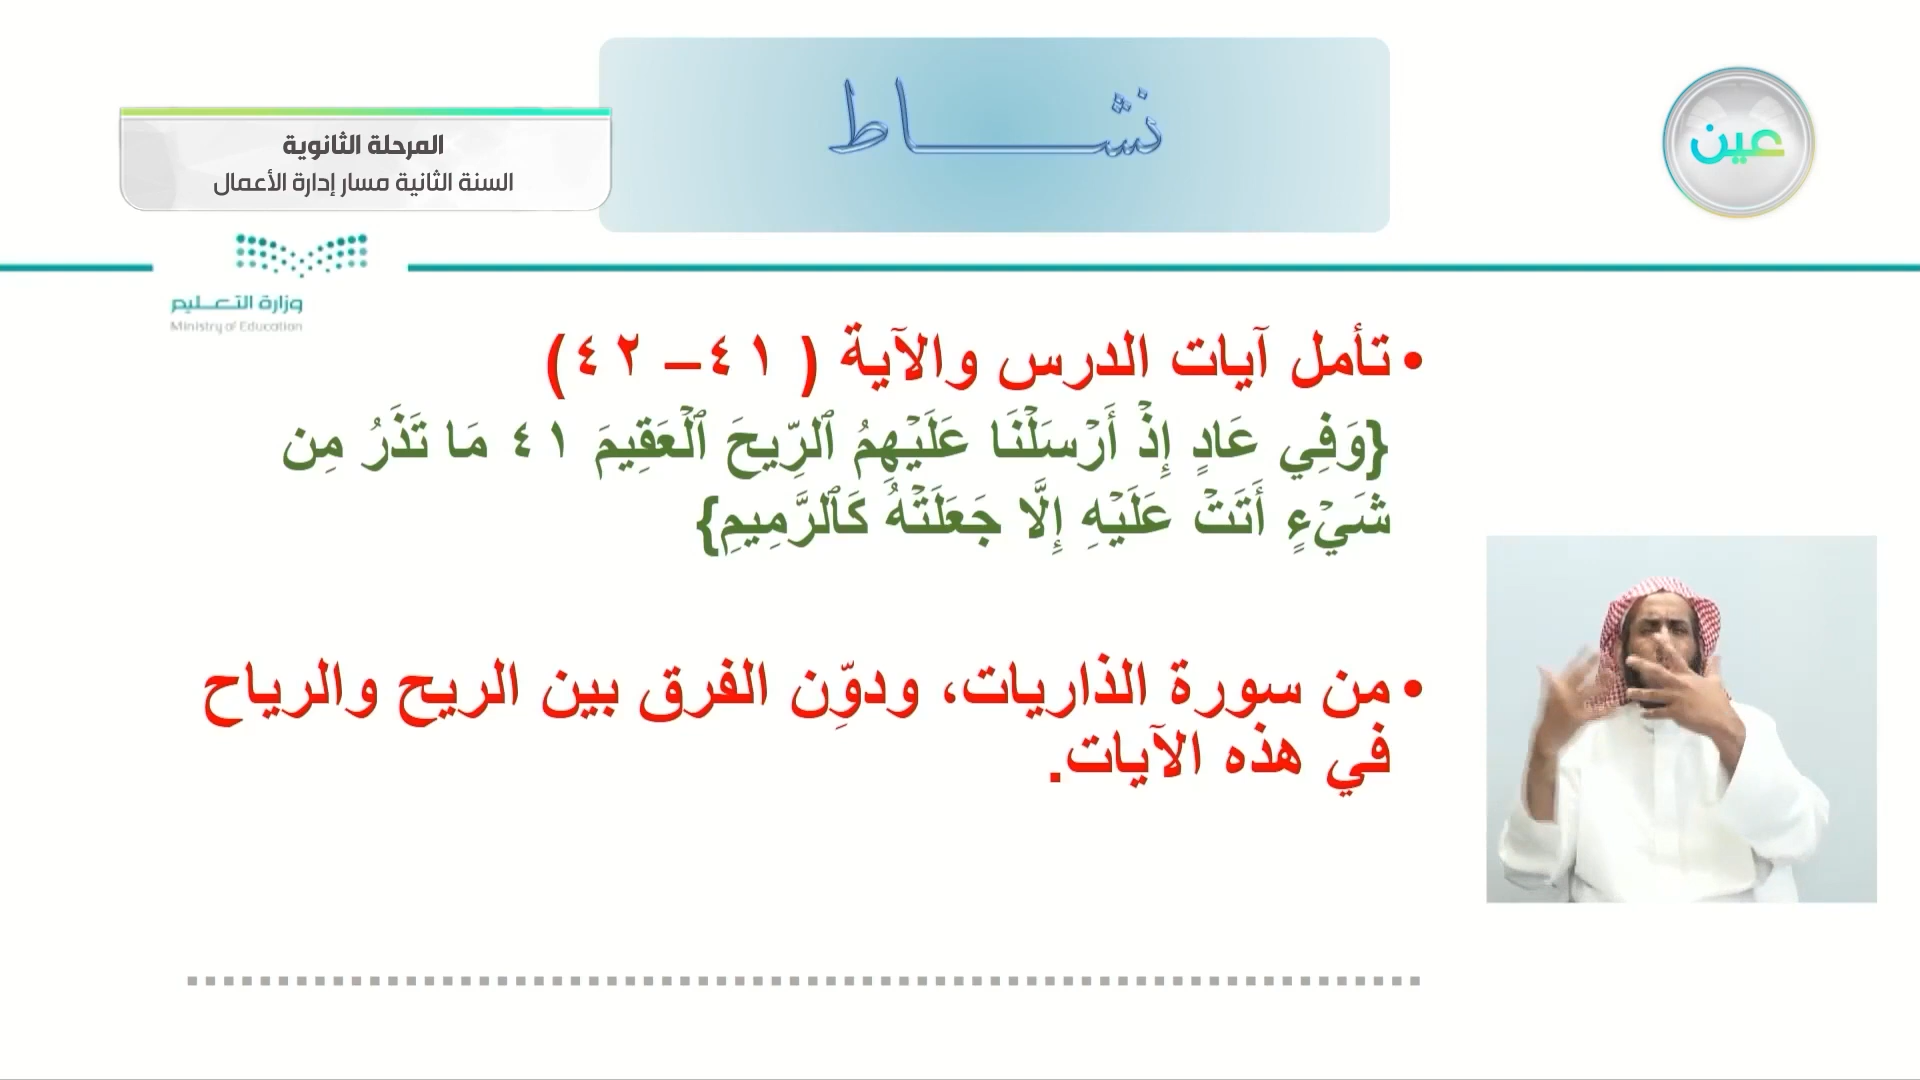 نشاط
عين
المرحلة الثانوية
السنة الثانية مسار إدارة الأعمال
وزارة التعليم
Ministry of Education
• تأمل آيات الدرس والآية ( ٤١– ٤٢)
{وَفِي عَادٍ إِذۡ أَرۡسَلۡنَا عَلَيۡهِمُ ٱلرِّيحَ ٱلۡعَقِيمَ ٤١ مَا تَذَرُ مِن
شَيۡءٍ أَتَتۡ عَلَيۡهِ إِلَّا جَعَلَتۡهُ كَٱلرَّمِيمِ}
• من سورة الذاريات، ودوِّن الفرق بين الريح والرياح
في هذه الآيات.